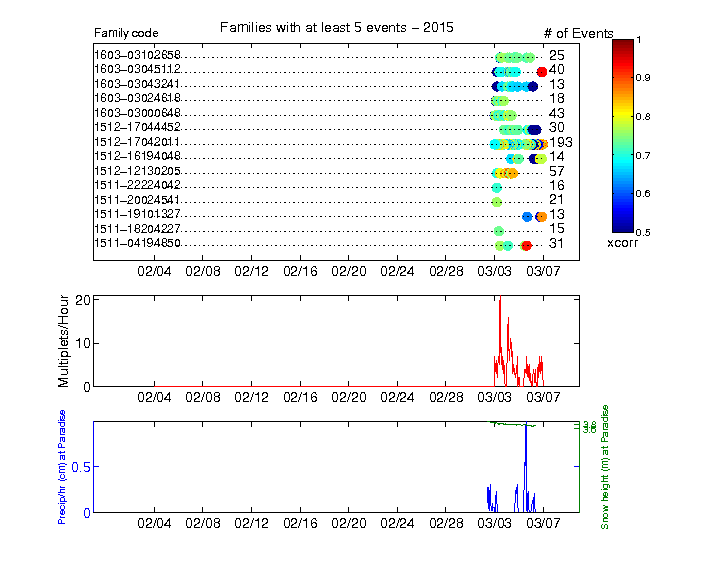 Families with at least 5 events − 2015
Family code
# of Events
1603−03102658 25
1603−03045112 40
1603−03043241 13
1603−03024618 18
1603−03000648 43
1512−17044452 30
1512−17042011 193
1512−16194048 14
1512−12130205 57
1511−22224042 16
1511−20024541 21
1511−19101327 13
1511−18204227 15
1511−04194850 31
02/04 02/08 02/12 02/16 02/20 02/24 02/28 03/03 03/07
1
0.9
0.8
0.7
0.6
0.5
xcorr
Multiplets/Hour
20
10
0
02/04 02/08 02/12 02/16 02/20 02/24 02/28 03/03 03/07
Precip/hr (cm) at Paradise
0.5
0
Snow height (m) at Paradise
02/04 02/08 02/12 02/16 02/20 02/24 02/28 03/03 03/07